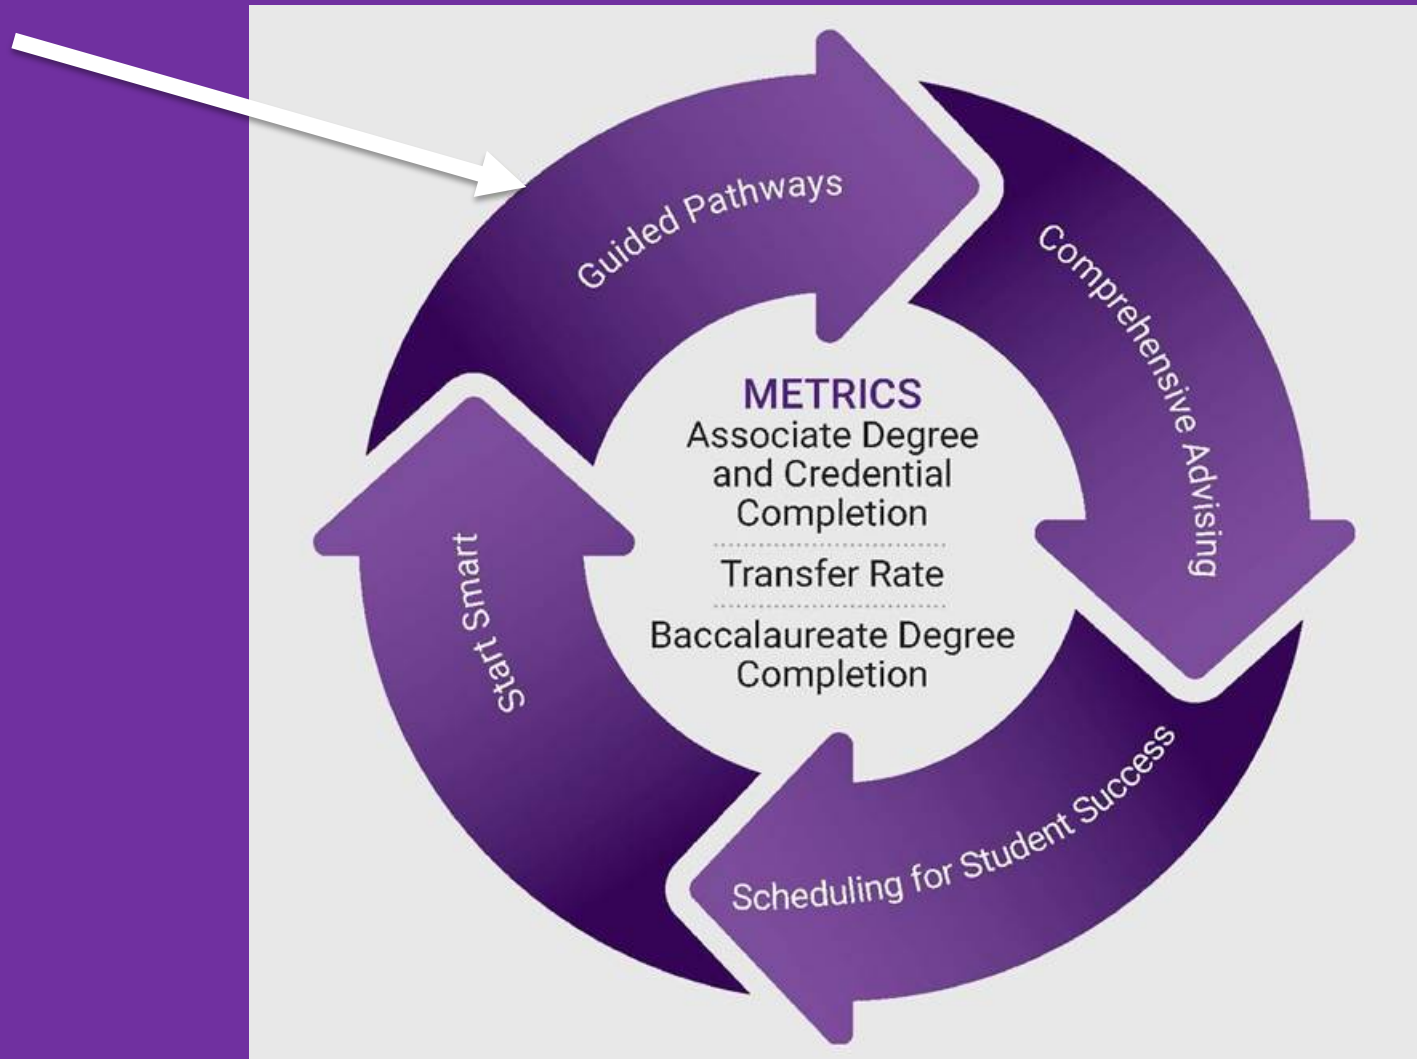 Guided Pathways
Comprehensive Advising
Scheduling for Student Success
Start Smart
METRICS
Associate Degree
and Credential
Completion
Transfer Rate
Baccalaureate Degree
Completion